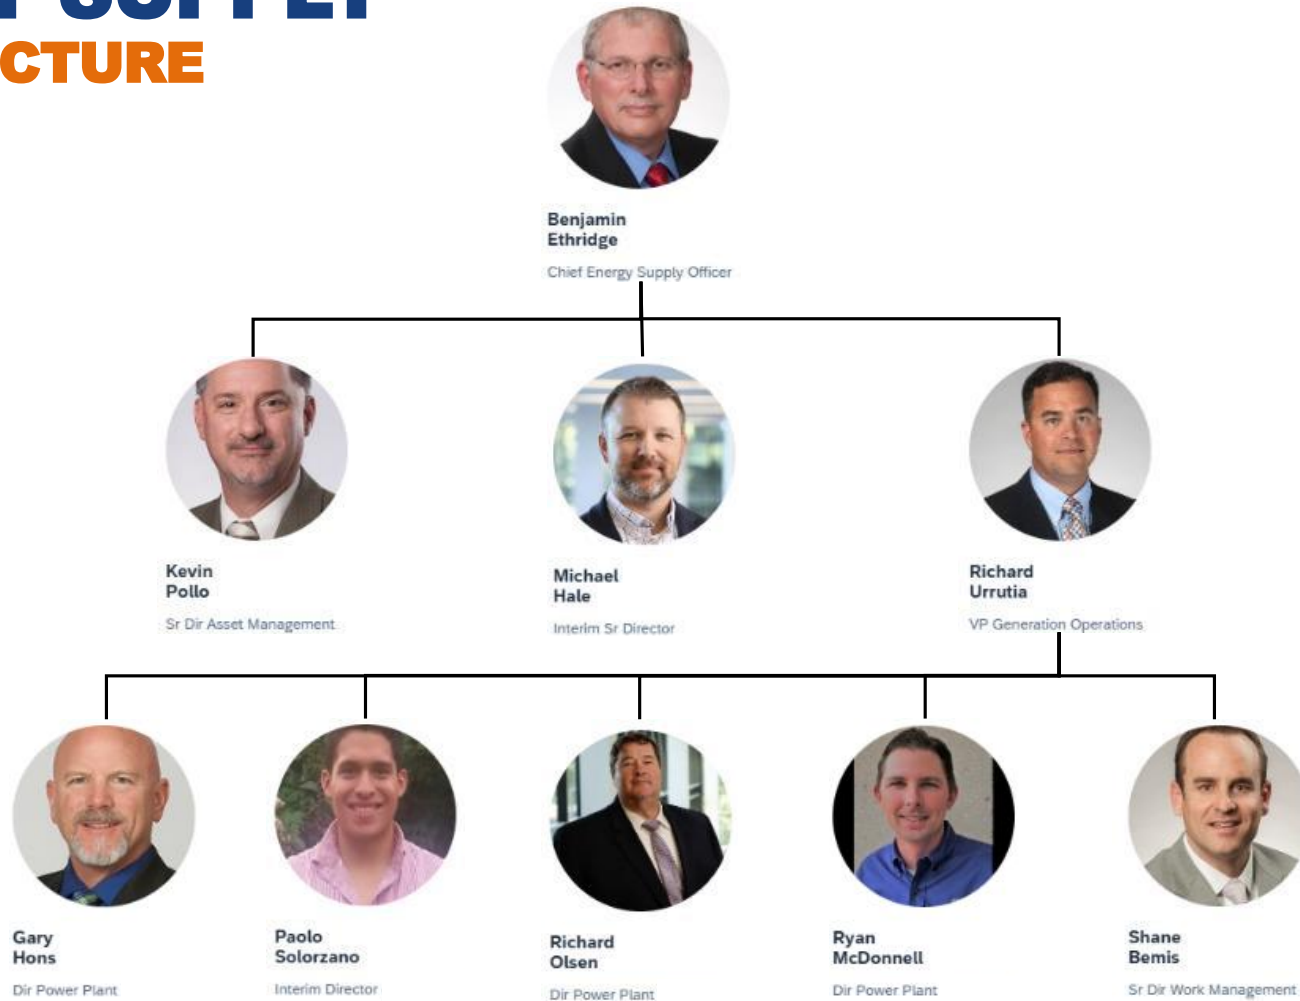 SUPPLY
CTURE
Benjamin
Ethridge
Chief Energy Supply Officer
Kevin
Pollo
Sr Dir Asset Management
Michael
Hale
Interim Sr Director
Richard
Urrutia
VP Generation Operations
Gary
Hons
Dir Power Plant
Paolo
Solorzano
Interim Director
Richard
Olsen
Dir Power Plant
Ryan
McDonnell
Dir Power Plant
Shane
Bemis
Sr Dir Work Management